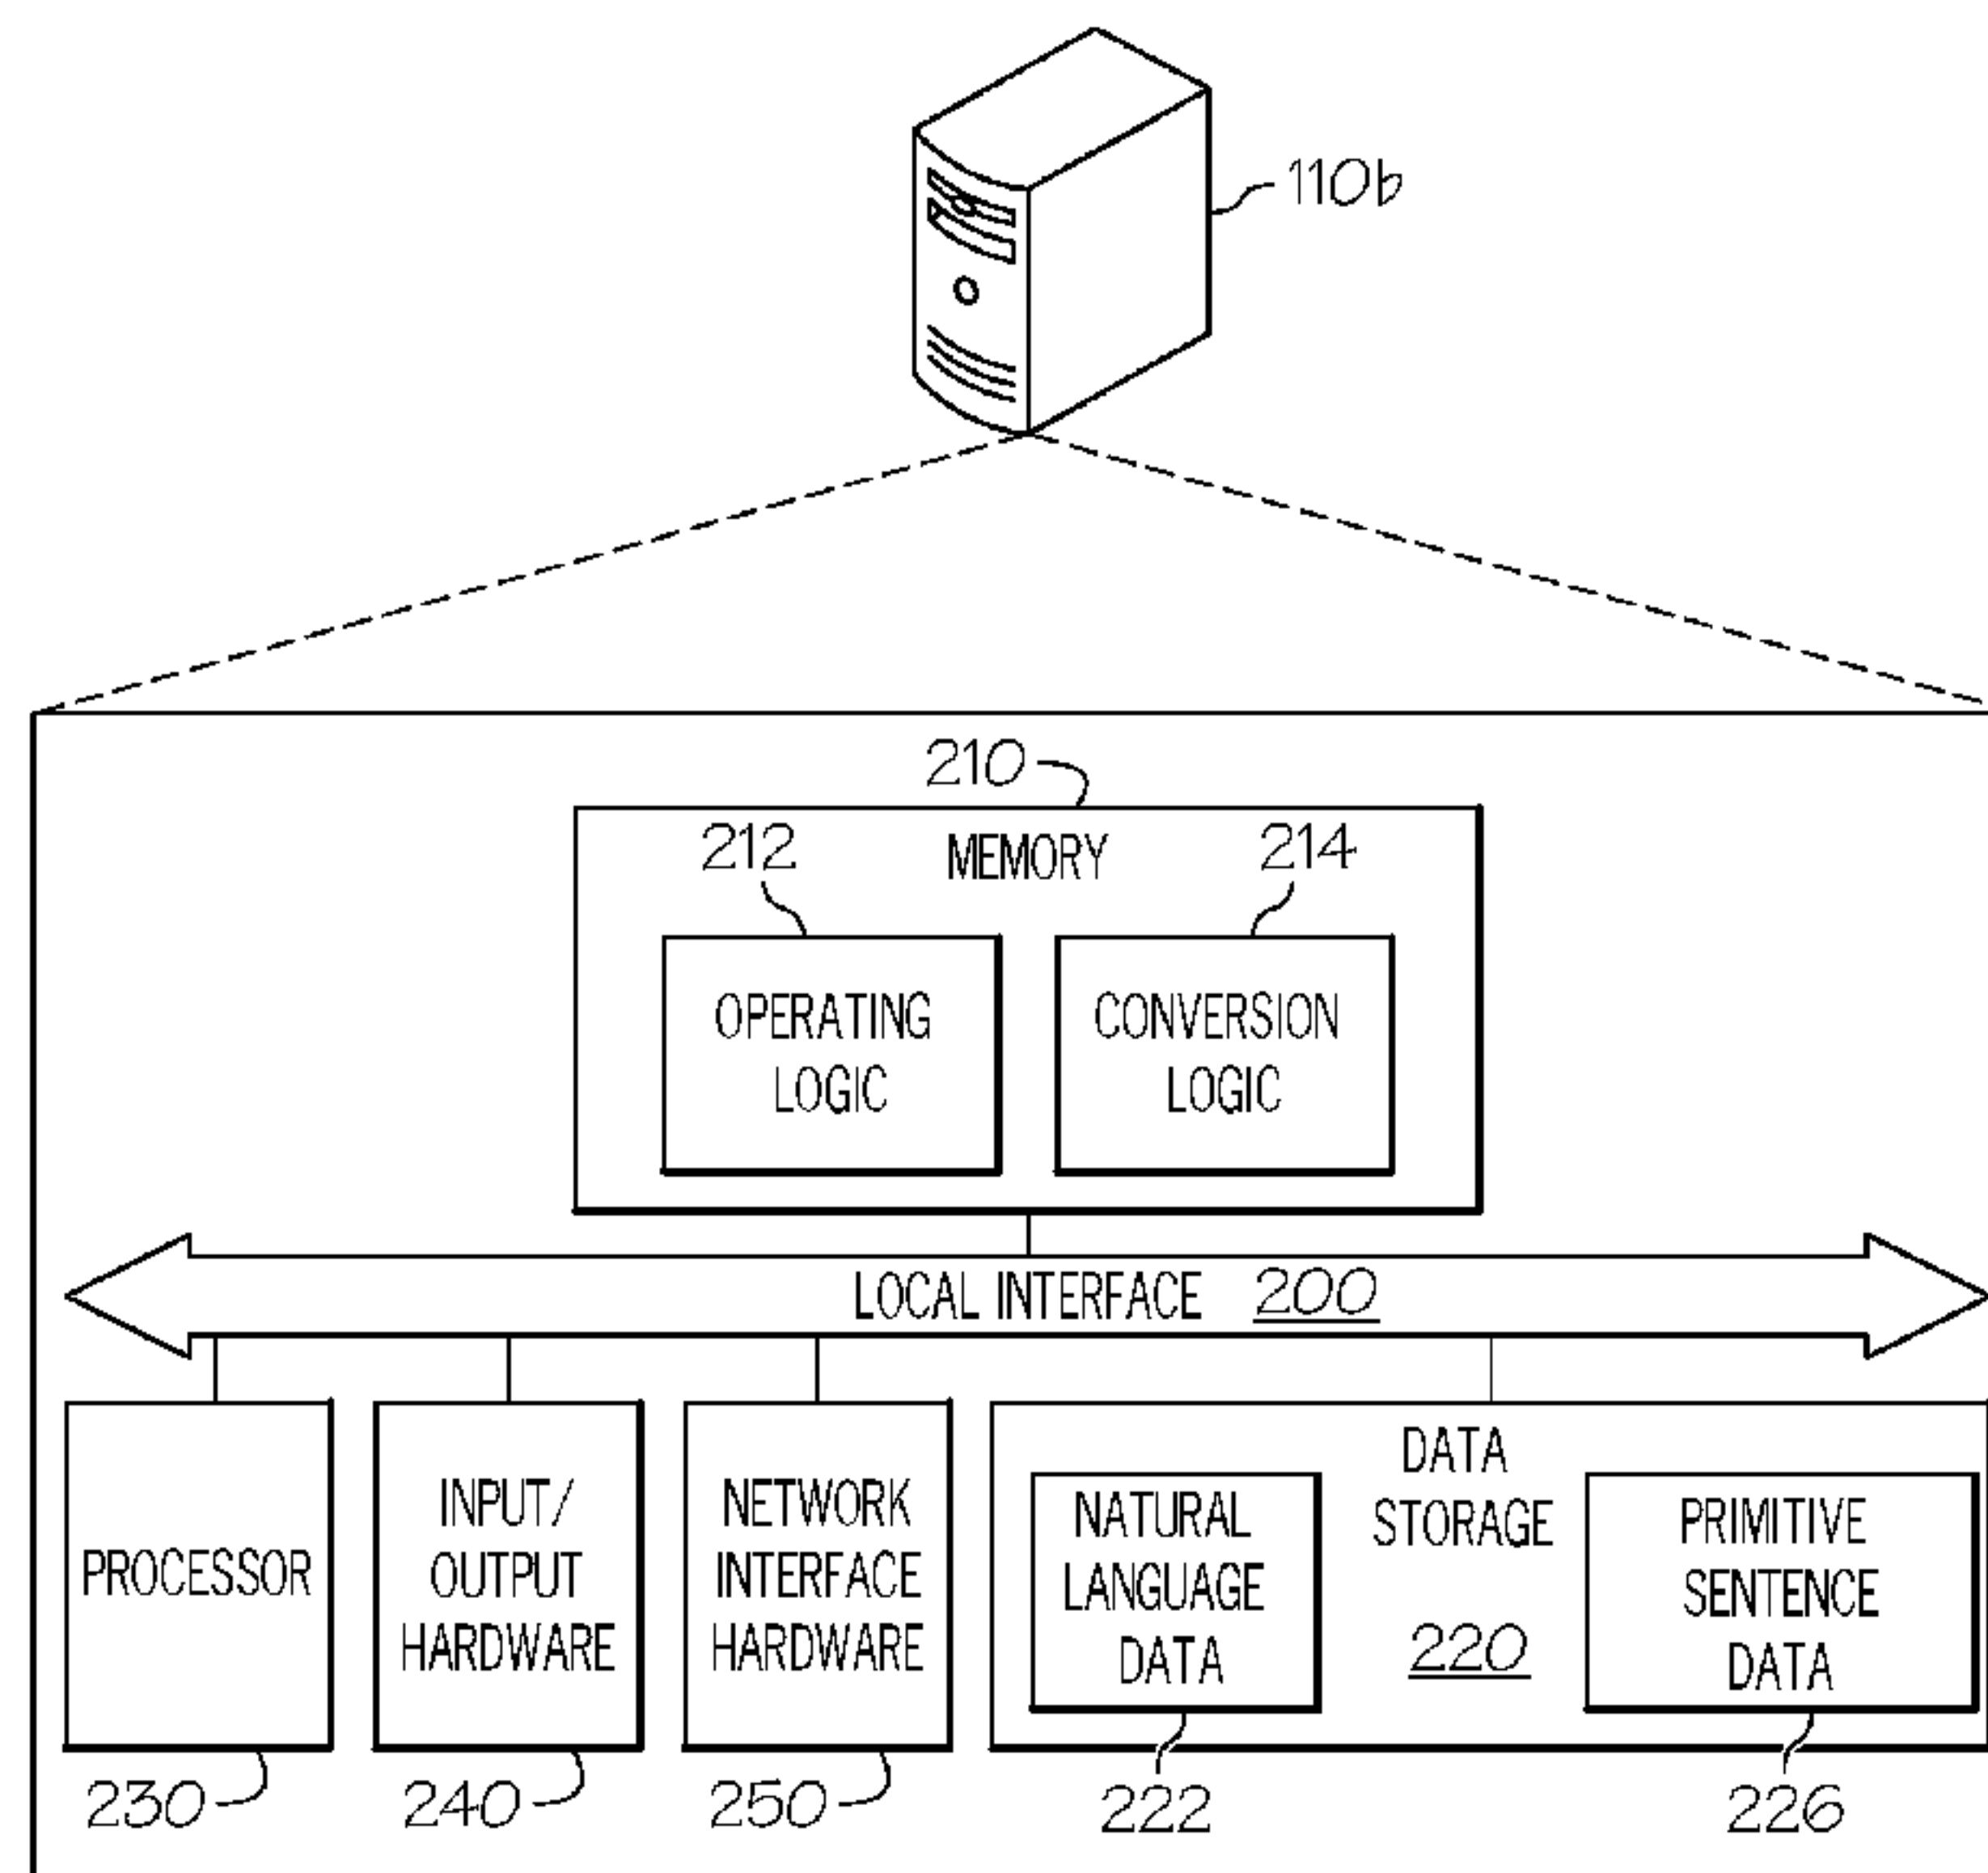 110b
210
212
MEMORY
214
OPERATING
LOGIC
CONVERSION
LOGIC
LOCAL INTERFACE 200
PROCESSOR
INPUT/
OUTPUT
HARDWARE
NETWORK
INTERFACE
HARDWARE
DATA
STORAGE
220
NATURAL
LANGUAGE
DATA
PRIMITIVE
SENTENCE
DATA
230
240
250
222
226